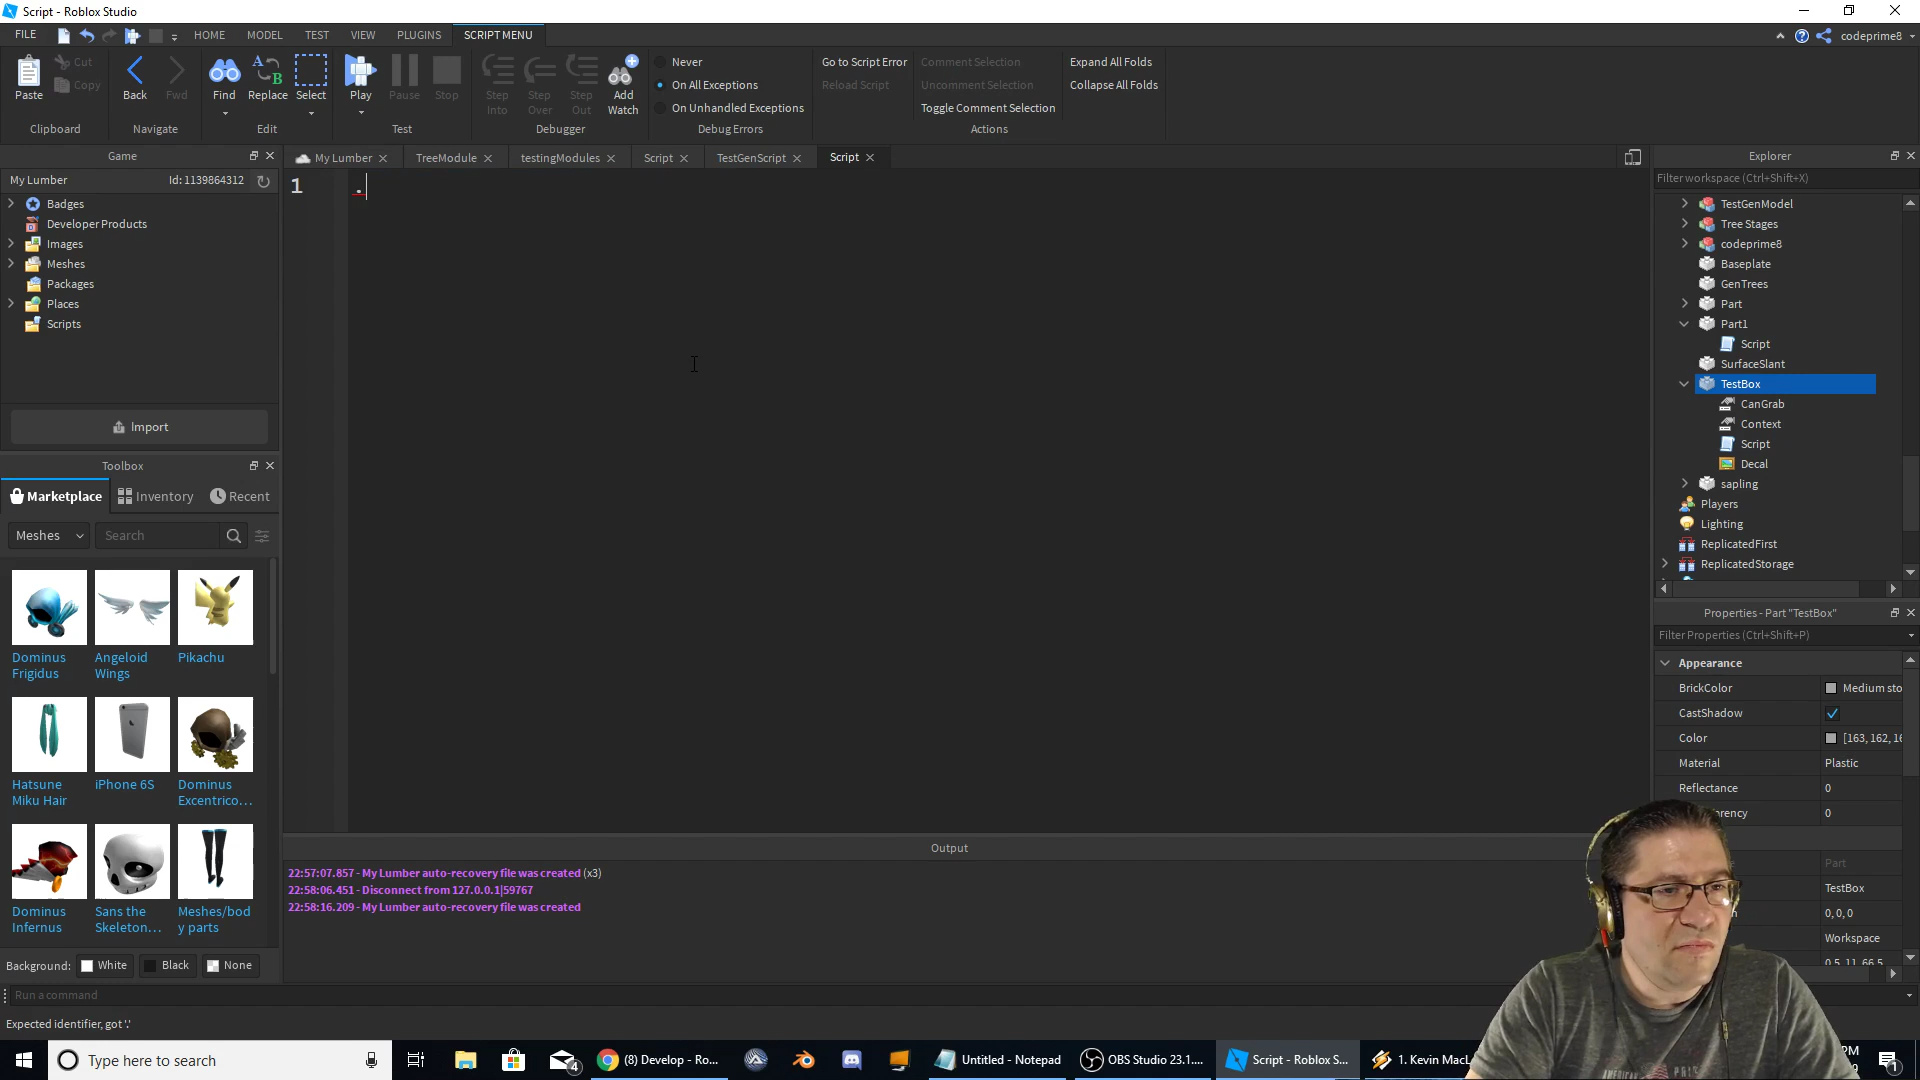 Script - Roblox Studio
FILE HOME MODEL TEST VIEW PLUGINS SCRIPT MENU codeprime8
Paste Cut Copy Back Fwd Find Replace Select Play Pause Stop Step Into Step Over Step Out Add Watch
Never
On All Exceptions
On Unhandled Exceptions
Go to Script Error
Reload Script
Comment Selection
Uncomment Selection
Toggle Comment Selection
Expand All Folds
Collapse All Folds
Clipboard Navigate Edit Test Debugger Debug Errors Actions
Game
My Lumber Id: 1139864312
Badges
Developer Products
Images
Meshes
Packages
Places
Scripts
Import
Toolbox
Marketplace Inventory Recent
Meshes Search
Dominus Frigidus
Angeloid Wings
Pikachu
Hatsune Miku Hair
iPhone 6S
Dominus Excentrico...
Dominus Infernus
Sans the Skeleton...
Meshes/bod y parts
Background: White Black None
My Lumber TreeModule testingModules Script TestGenScript Script
1 .
Output
22:57:07.857 - My Lumber auto-recovery file was created (x3)
22:58:06.451 - Disconnect from 127.0.0.1|59767
22:58:16.209 - My Lumber auto-recovery file was created
Explorer
Filter workspace (Ctrl+Shift+X)
TestGenModel
Tree Stages
codeprime8
Baseplate
GenTrees
Part
Part1
Script
SurfaceSlant
TestBox
CanGrab
Context
Script
Decal
sapling
Players
Lighting
ReplicatedFirst
ReplicatedStorage
Properties - Part "TestBox"
Filter Properties (Ctrl+Shift+P)
Appearance
BrickColor Medium sto
CastShadow
Color [163, 162, 16
Material Plastic
Reflectance 0
rency 0
Part
TestBox
0, 0, 0
Workspace
0.5, 11, 66.5
Run a command
Expected identifier, got '.'
Type here to search
4
(8) Develop - Ro...
Untitled - Notepad
OBS Studio 23.1....
Script - Roblox S...
1. Kevin MacL
PM
9
1